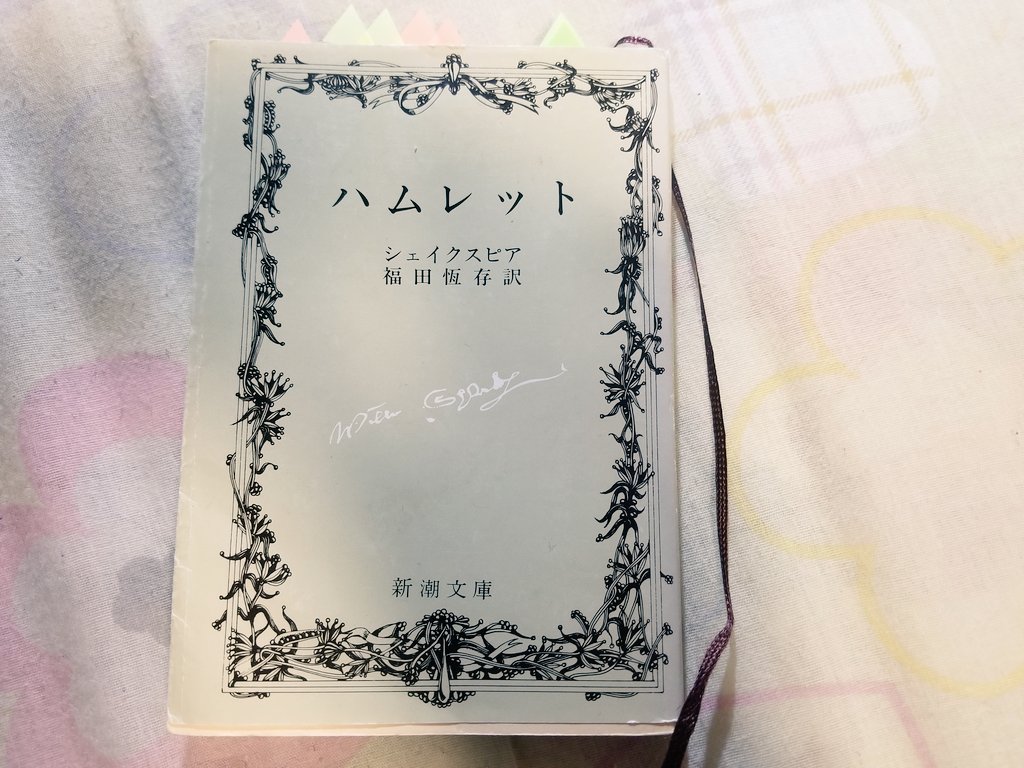 ハムレット
シェイクスピア
福田恆存訳
新潮文庫